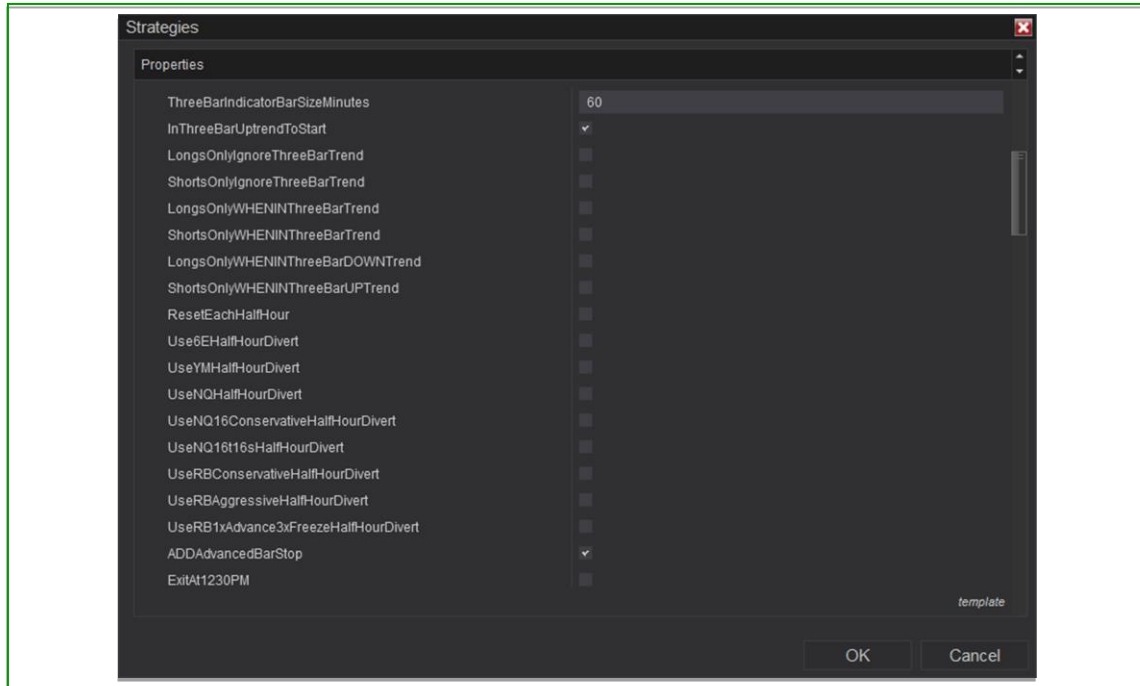 Strategies
Properties
ThreeBarIndicatorBarSizeMinutes 60
InThreeBarUptrendToStart
LongsOnlyIgnoreThreeBarTrend
ShortsOnlyIgnoreThreeBarTrend
LongsOnlyWHENINThreeBarTrend
ShortsOnlyWHENINThreeBarTrend
LongsOnlyWHENINThreeBarDOWNTrend
ShortsOnlyWHENINThreeBarUPTrend
ResetEachHalfHour
Use6EHalfHourDivert
UseYMHalfHourDivert
UseNQHalfHourDivert
UseNQ16ConservativeHalfHourDivert
UseNQ16t16sHalfHourDivert
UseRBConservativeHalfHourDivert
UseRBAggressiveHalfHourDivert
UseRB1xAdvance3xFreezeHalfHourDivert
ADDAdvancedBarStop
ExitAt1230PM
template
OK Cancel